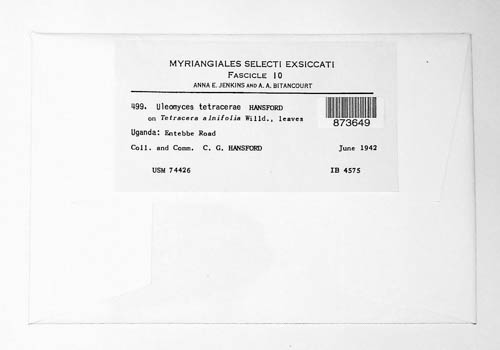 MYRIANGIALES SELECTI EXSICCATI
FASCICLE 10
ANNA E. JENKINS AND A. A. BITANCOURT
499. Uleomyces tetracerae HANSFORD
on Tetracera alnifolia Willd., leaves
873649
Uganda: Entebbe Road
Coll. and Comm. C. G. HANSFORD June 1942
USM 74426 IB 4575